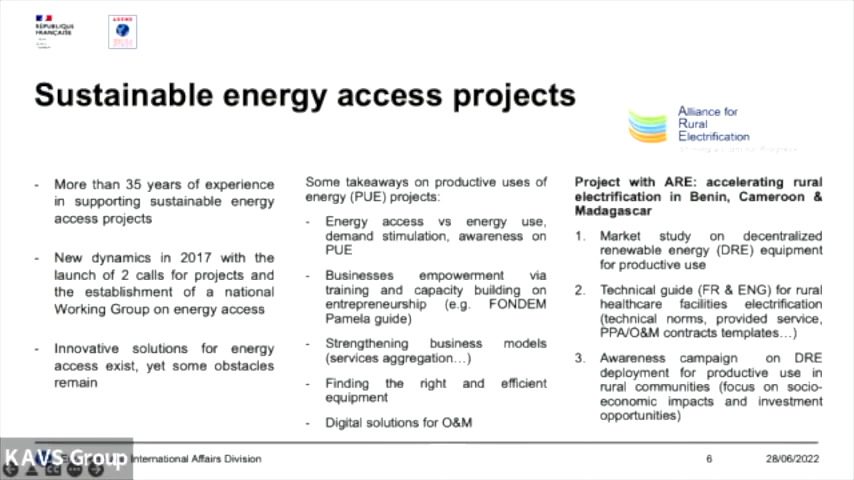 RÉPUBLIQUE
FRANÇAISE
Sustainable energy access projects
Alliance for
Rural
Electrification
- More than 35 years of experience
in supporting sustainable energy
access projects
- New dynamics in 2017 with the
launch of 2 calls for projects and
the establishment of a national
Working Group on energy access
- Innovative solutions for energy
access exist, yet some obstacles
remain
Some takeaways on productive uses of
energy (PUE) projects:
- Energy access vs energy use,
demand stimulation, awareness on
PUE
- Businesses empowerment via
training and capacity building on
entrepreneurship (e.g. FONDEM
Pamela guide)
- Strengthening business models
(services aggregation…)
- Finding the right and efficient
equipment
- Digital solutions for O&M
Project with ARE: accelerating rural
electrification in Benin, Cameroon &
Madagascar
1. Market study on decentralized
renewable energy (DRE) equipment
for productive use
2. Technical guide (FR & ENG) for rural
healthcare facilities electrification
(technical norms, provided service,
PPA/O&M contracts templates…)
3. Awareness campaign on DRE
deployment for productive use in
rural communities (focus on socio-
economic impacts and investment
opportunities)
KAVS Group
International Affairs Division
6
28/06/2022